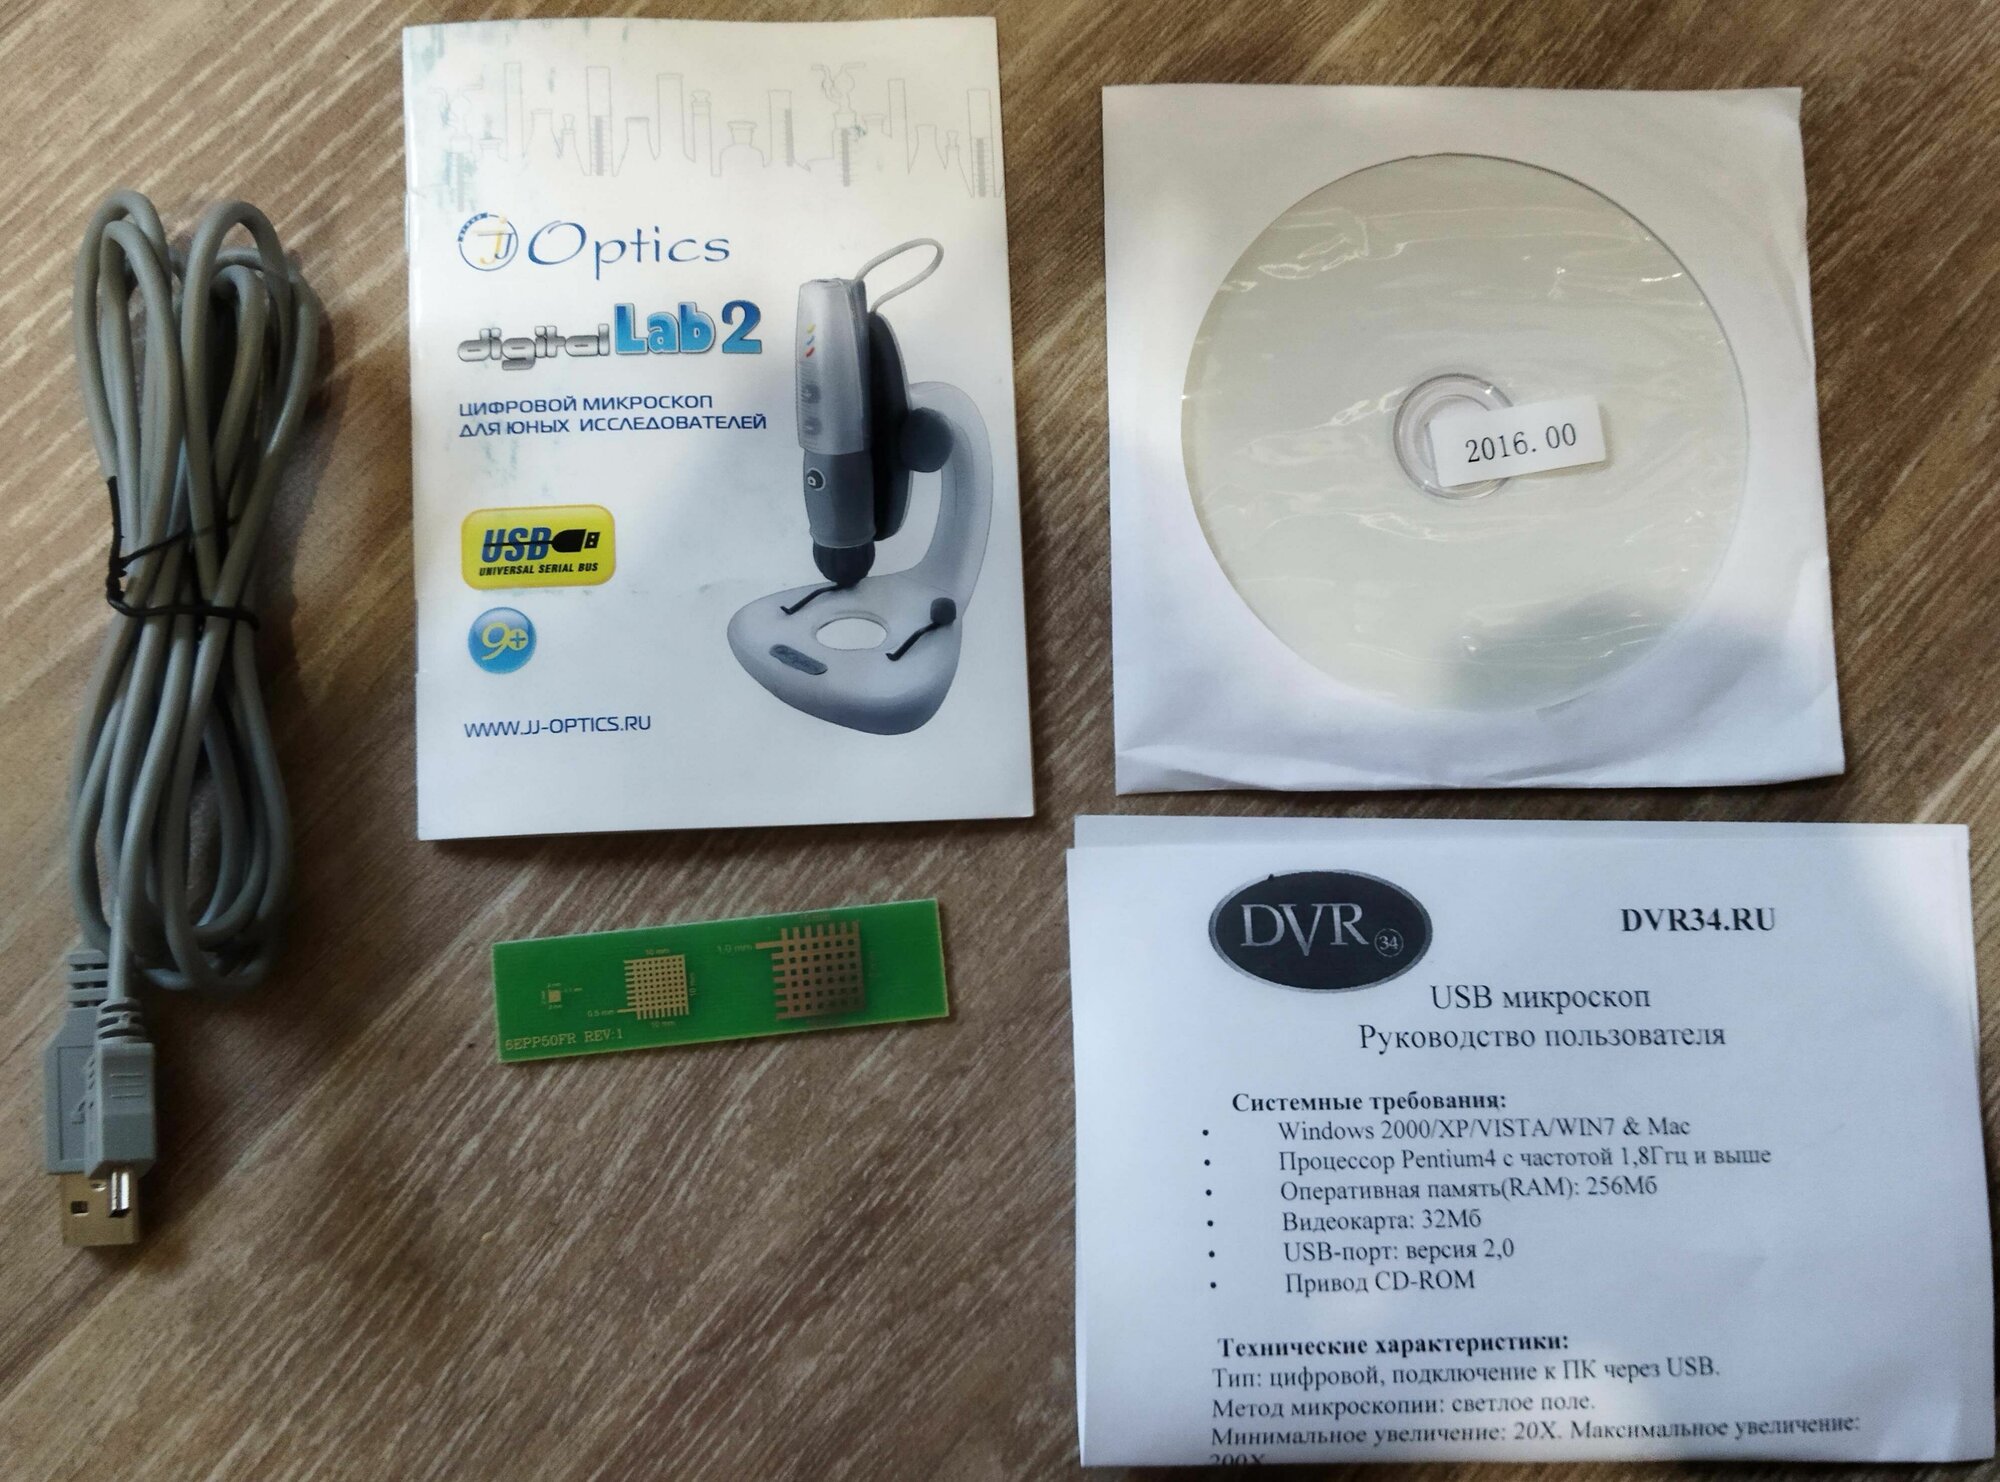 JJ Optics
digital Lab 2
ЦИФРОВОЙ МИКРОСКОП
ДЛЯ ЮНЫХ ИССЛЕДОВАТЕЛЕЙ
USB
UNIVERSAL SERIAL BUS
9+
WWW.JJ-OPTICS.RU
2016.00
10 mm
0.5 mm
10 mm
10 mm
1.0 mm
6EPP50FR REV:1
DVR 34
DVR34.RU
USB микроскоп
Руководство пользователя
Системные требования:
• Windows 2000/XP/VISTA/WIN7 & Mac
• Процессор Pentium4 с частотой 1,8Ггц и выше
• Оперативная память(RAM): 256Мб
• Видеокарта: 32Мб
• USB-порт: версия 2,0
• Привод CD-ROM
Технические характеристики:
Тип: цифровой, подключение к ПК через USB.
Метод микроскопии: светлое поле.
Минимальное увеличение: 20X. Максимальное увеличение:
200X